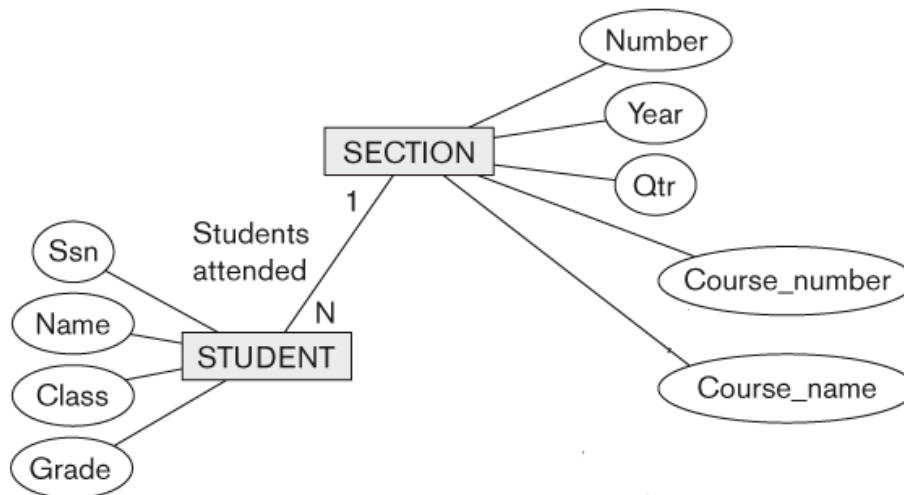 Number
Year
SECTION
Qtr
1
Students
attended
Ssn
Course_number
N
Name
STUDENT
Class
Course_name
Grade